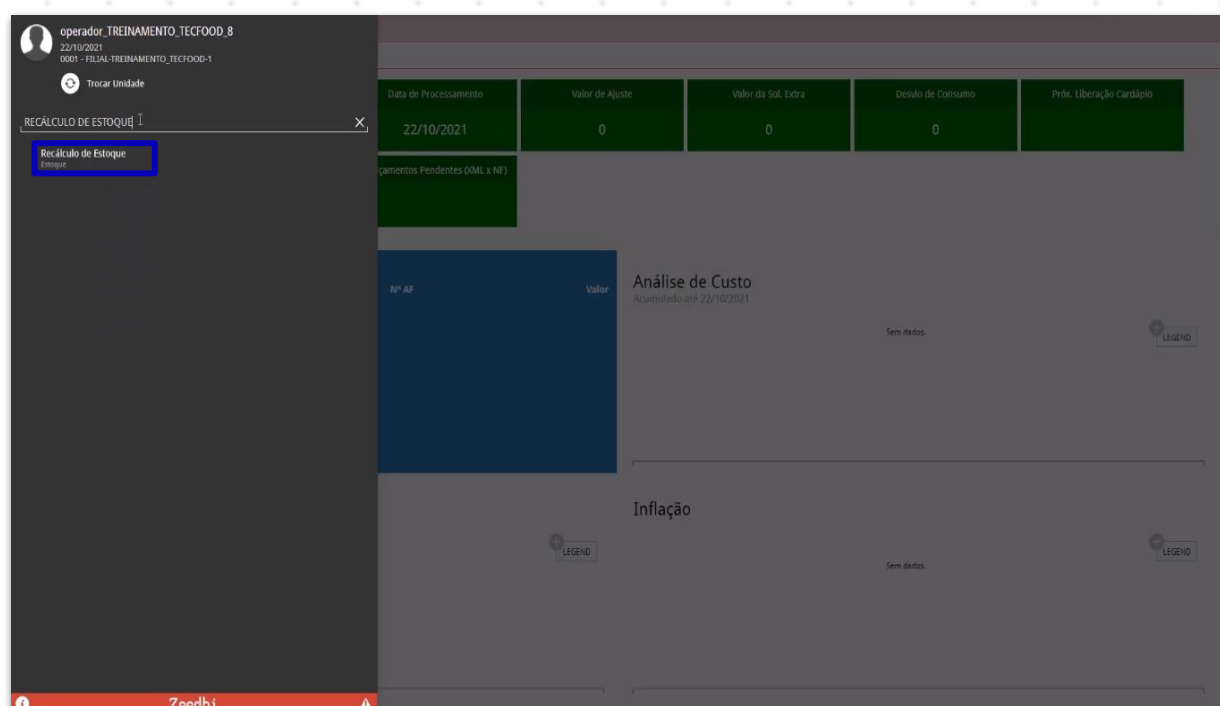 operador_TREINAMENTO_TECFOOD_8
22/10/2021
0001 - FILIAL-TREINAMENTO_TECFOOD-1
Trocar Unidade
RECÁLCULO DE ESTOQUE
Recálculo de Estoque
Estoque
Data de Processamento
22/10/2021
Valor de Ajuste
0
Valor da Sol. Extra
0
Desvio de Consumo
0
Próx. Liberação Cardápio
çamentos Pendentes (XML x NF)
Nº AF Valor
Análise de Custo
Acumulado até 22/10/2021
Sem dados.
LEGEND
Inflação
LEGEND
Sem dados.
LEGEND
Zeedhi